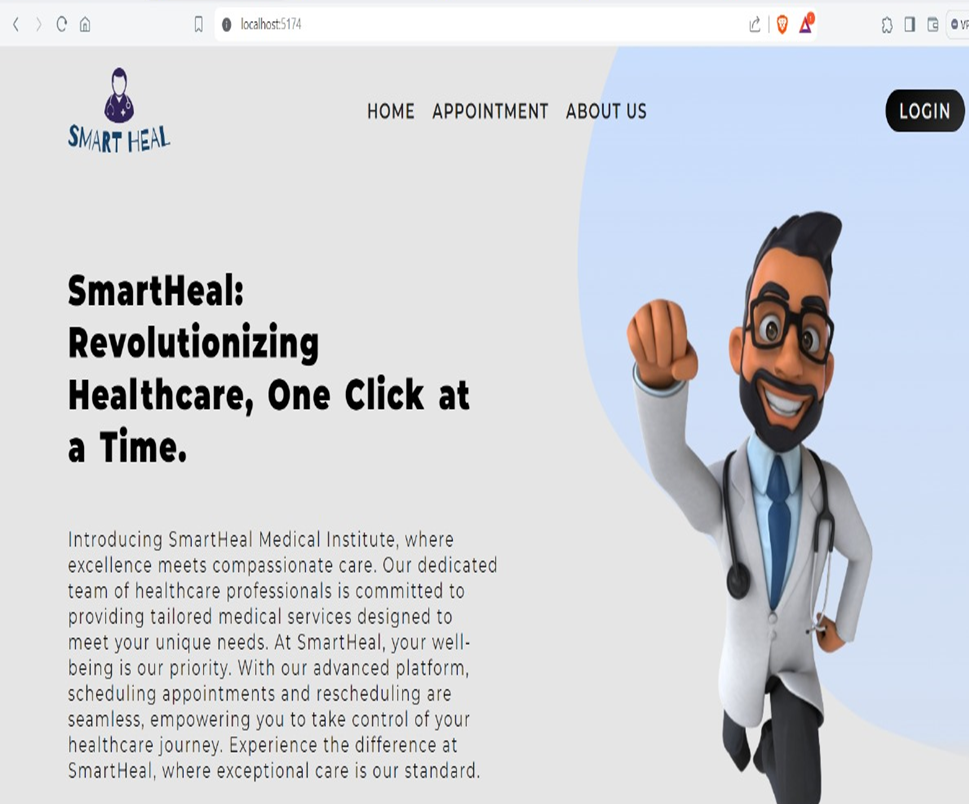 localhost:5174
VP
SMART HEAL
HOME APPOINTMENT ABOUT US
LOGIN
SmartHeal:
Revolutionizing
Healthcare, One Click at
a Time.
Introducing SmartHeal Medical Institute, where
excellence meets compassionate care. Our dedicated
team of healthcare professionals is committed to
providing tailored medical services designed to
meet your unique needs. At SmartHeal, your well-
being is our priority. With our advanced platform,
scheduling appointments and rescheduling are
seamless, empowering you to take control of your
healthcare journey. Experience the difference at
SmartHeal, where exceptional care is our standard.